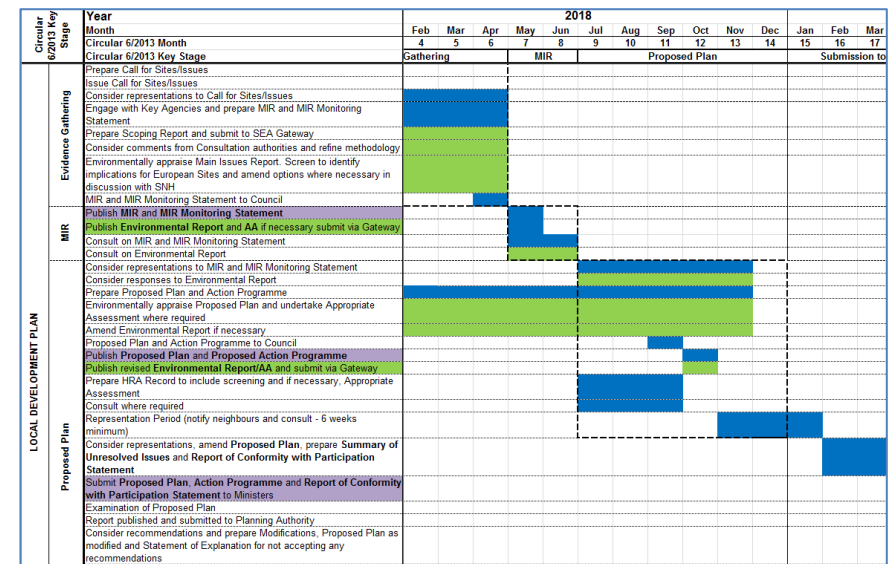 Circular
6/2013 Key
Stage
Year
2018
Month
Feb Mar Apr May Jun Jul Aug Sep Oct Nov Dec Jan Feb Mar
Circular 6/2013 Month
4 5 6 7 8 9 10 11 12 13 14 15 16 17
Circular 6/2013 Key Stage
Gathering MIR Proposed Plan Submission to
LOCAL DEVELOPMENT PLAN
Evidence Gathering
Prepare Call for Sites/Issues
Issue Call for Sites/Issues
Consider representations to Call for Sites/Issues
Engage with Key Agencies and prepare MIR and MIR Monitoring
Statement
Prepare Scoping Report and submit to SEA Gateway
Consider comments from Consultation authorities and refine methodology
Environmentally appraise Main Issues Report. Screen to identify
implications for European Sites and amend options where necessary in
discussion with SNH
MIR and MIR Monitoring Statement to Council
MIR
Publish MIR and MIR Monitoring Statement
Publish Environmental Report and AA if necessary submit via Gateway
Consult on MIR and MIR Monitoring Statement
Consult on Environmental Report
Proposed Plan
Consider representations to MIR and MIR Monitoring Statement
Consider responses to Environmental Report
Prepare Proposed Plan and Action Programme
Environmentally appraise Proposed Plan and undertake Appropriate
Assessment where required
Amend Environmental Report if necessary
Proposed Plan and Action Programme to Council
Publish Proposed Plan and Proposed Action Programme
Publish revised Environmental Report/AA and submit via Gateway
Prepare HRA Record to include screening and if necessary, Appropriate
Assessment
Consult where required
Representation Period (notify neighbours and consult - 6 weeks
minimum)
Consider representations, amend Proposed Plan, prepare Summary of
Unresolved Issues and Report of Conformity with Participation
Statement
Submit Proposed Plan, Action Programme and Report of Conformity
with Participation Statement to Ministers
Examination of Proposed Plan
Report published and submitted to Planning Authority
Consider recommendations and prepare Modifications, Proposed Plan as
modified and Statement of Explanation for not accepting any
recommendations